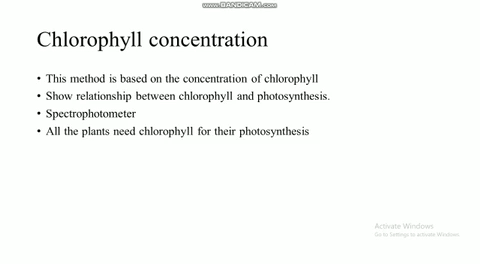 www.BANDICAM.com
Chlorophyll concentration
• This method is based on the concentration of chlorophyll
• Show relationship between chlorophyll and photosynthesis.
• Spectrophotometer
• All the plants need chlorophyll for their photosynthesis
Activate Windows
Go to Settings to activate Windows.